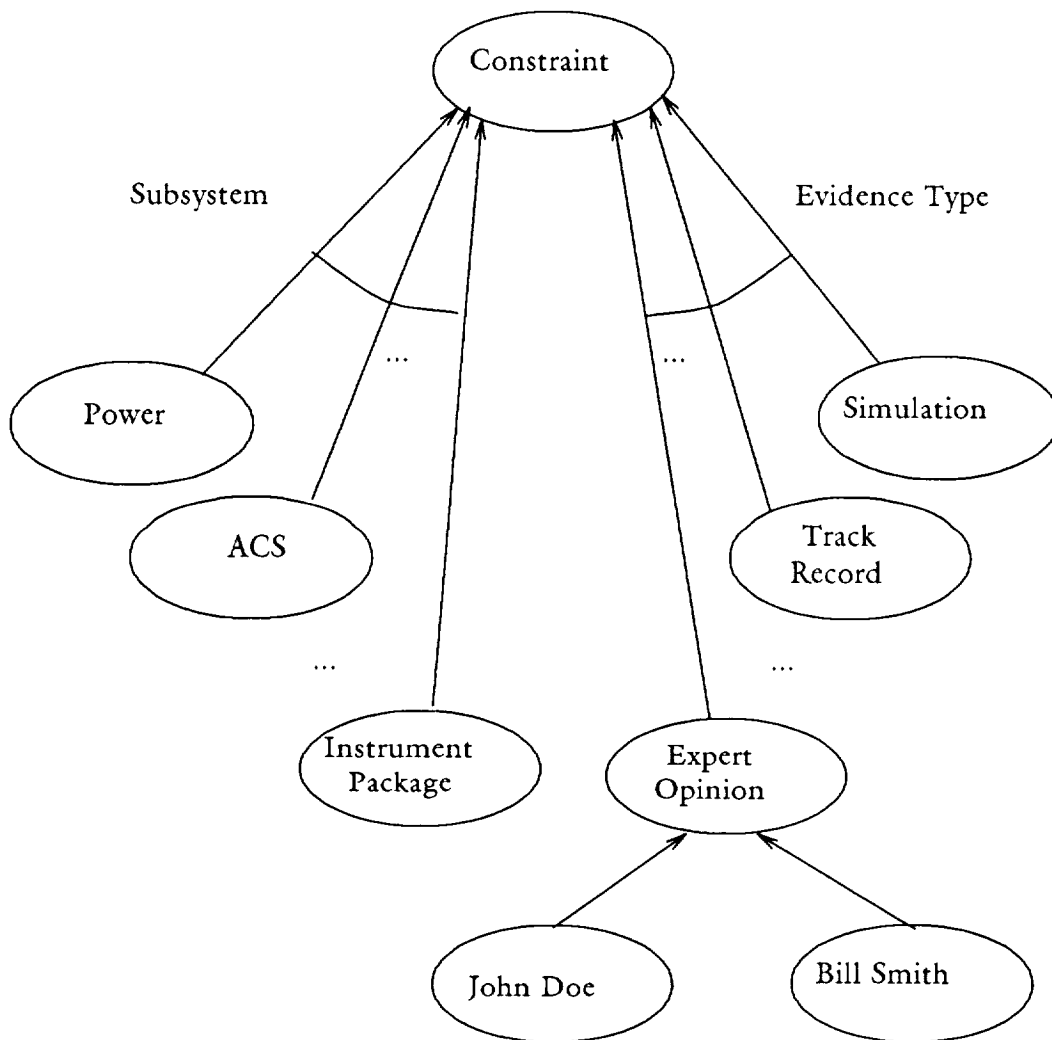 Constraint
Subsystem
Evidence Type
...
...
Power
Simulation
ACS
Track
Record
...
...
Instrument
Package
Expert
Opinion
John Doe
Bill Smith